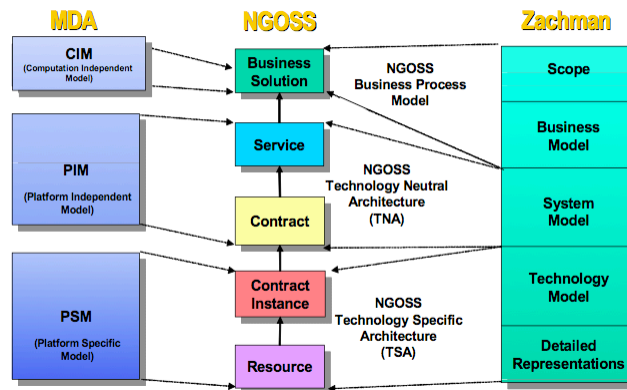 MDA
NGOSS
Zachman
CIM
(Computation Independent
Model)
PIM
(Platform Independent
Model)
PSM
(Platform Specific
Model)
Business
Solution
Service
Contract
Contract
Instance
Resource
NGOSS
Business Process
Model
NGOSS
Technology Neutral
Architecture
(TNA)
NGOSS
Technology Specific
Architecture
(TSA)
Scope
Business
Model
System
Model
Technology
Model
Detailed
Representations